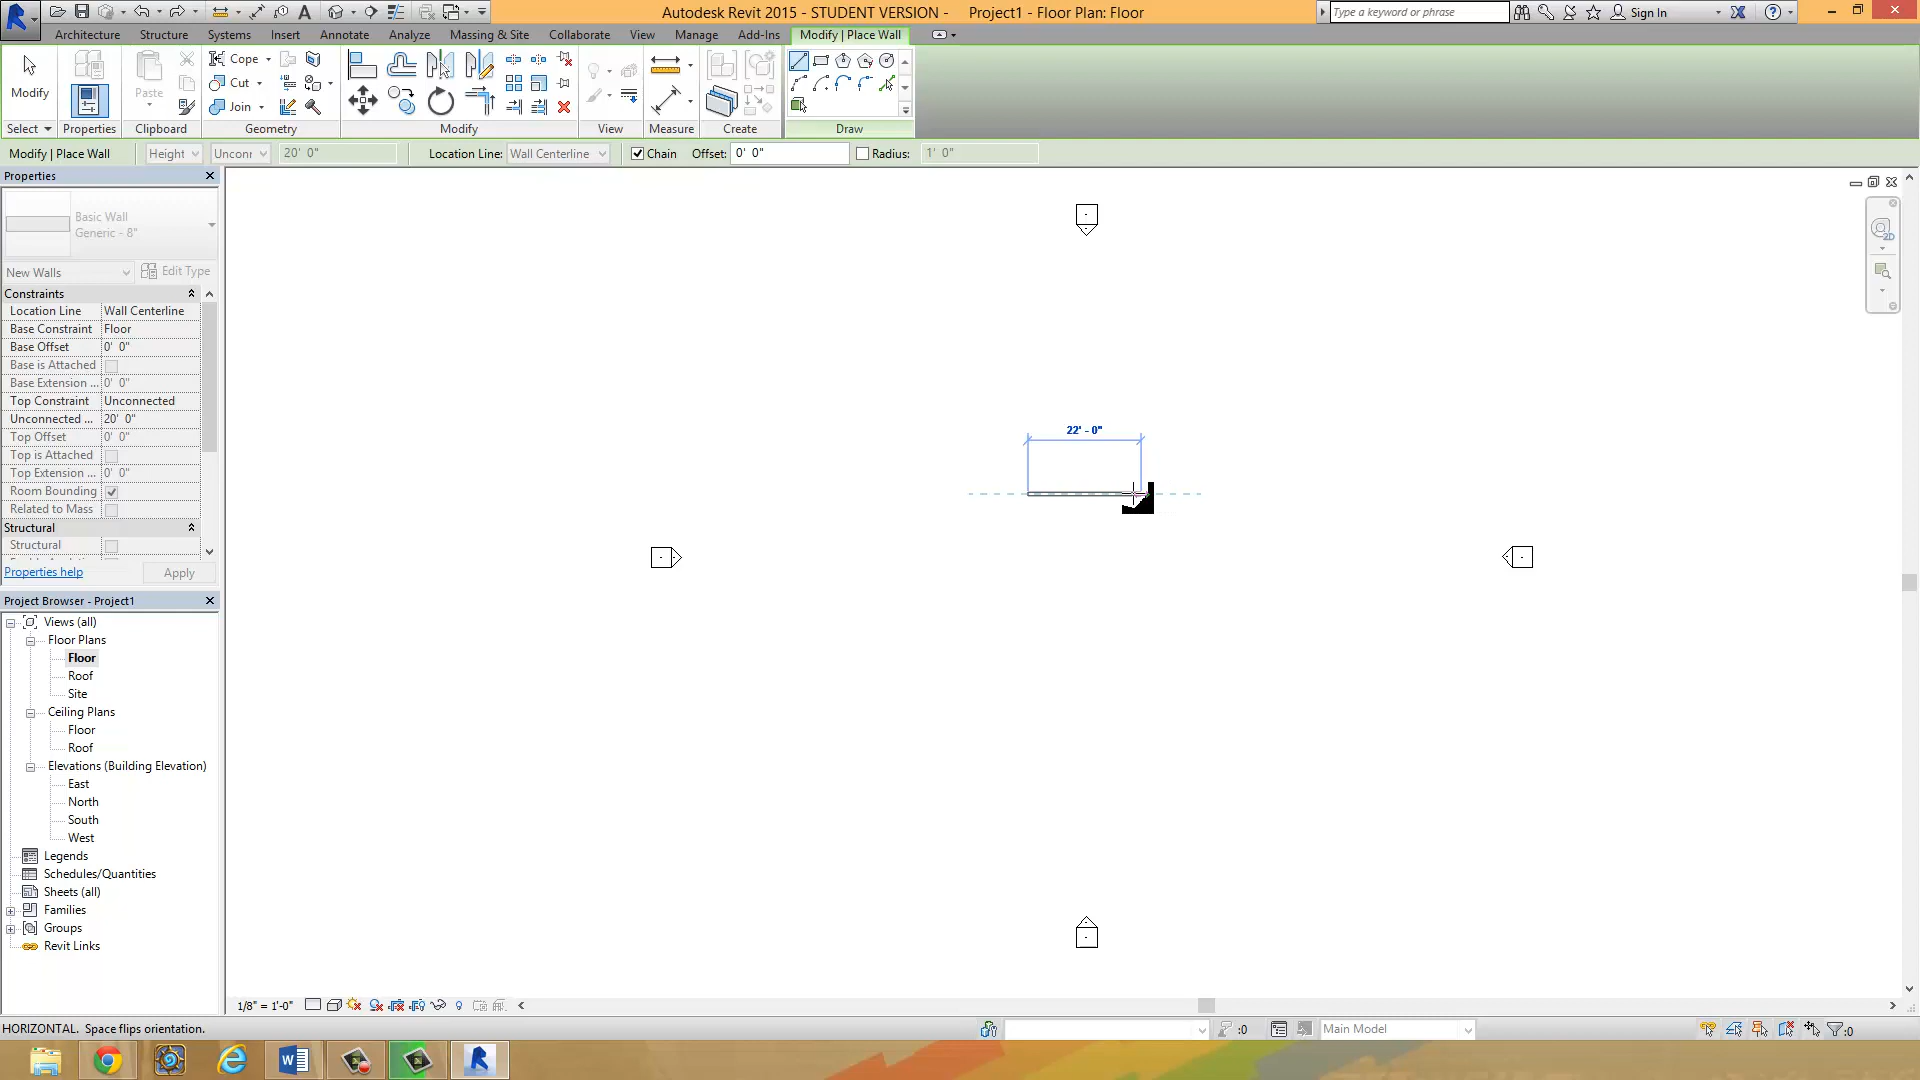 Autodesk Revit 2015 - STUDENT VERSION - Project1 - Floor Plan: Floor
Type a keyword or phrase
Sign In
Architecture Structure Systems Insert Annotate Analyze Massing & Site Collaborate View Manage Add-Ins Modify | Place Wall
Modify
Paste
Cope
Cut
Join
Select Properties Clipboard Geometry Modify View Measure Create Draw
Modify | Place Wall Height Uncon 20' 0" Location Line: Wall Centerline Chain Offset: 0' 0" Radius: 1' 0"
Properties
Basic Wall
Generic - 8"
New Walls Edit Type
Constraints
Location Line Wall Centerline
Base Constraint Floor
Base Offset 0' 0"
Base is Attached
Base Extension ... 0' 0"
Top Constraint Unconnected
Unconnected ... 20' 0"
Top Offset 0' 0"
Top is Attached
Top Extension ... 0' 0"
Room Bounding
Related to Mass
Structural
Structural
Properties help Apply
Project Browser - Project1
Views (all)
Floor Plans
Floor
Roof
Site
Ceiling Plans
Floor
Roof
Elevations (Building Elevation)
East
North
South
West
Legends
Schedules/Quantities
Sheets (all)
Families
Groups
Revit Links
2D
22' - 0"
1/8" = 1'-0"
HORIZONTAL. Space flips orientation.
:0
Main Model
:0